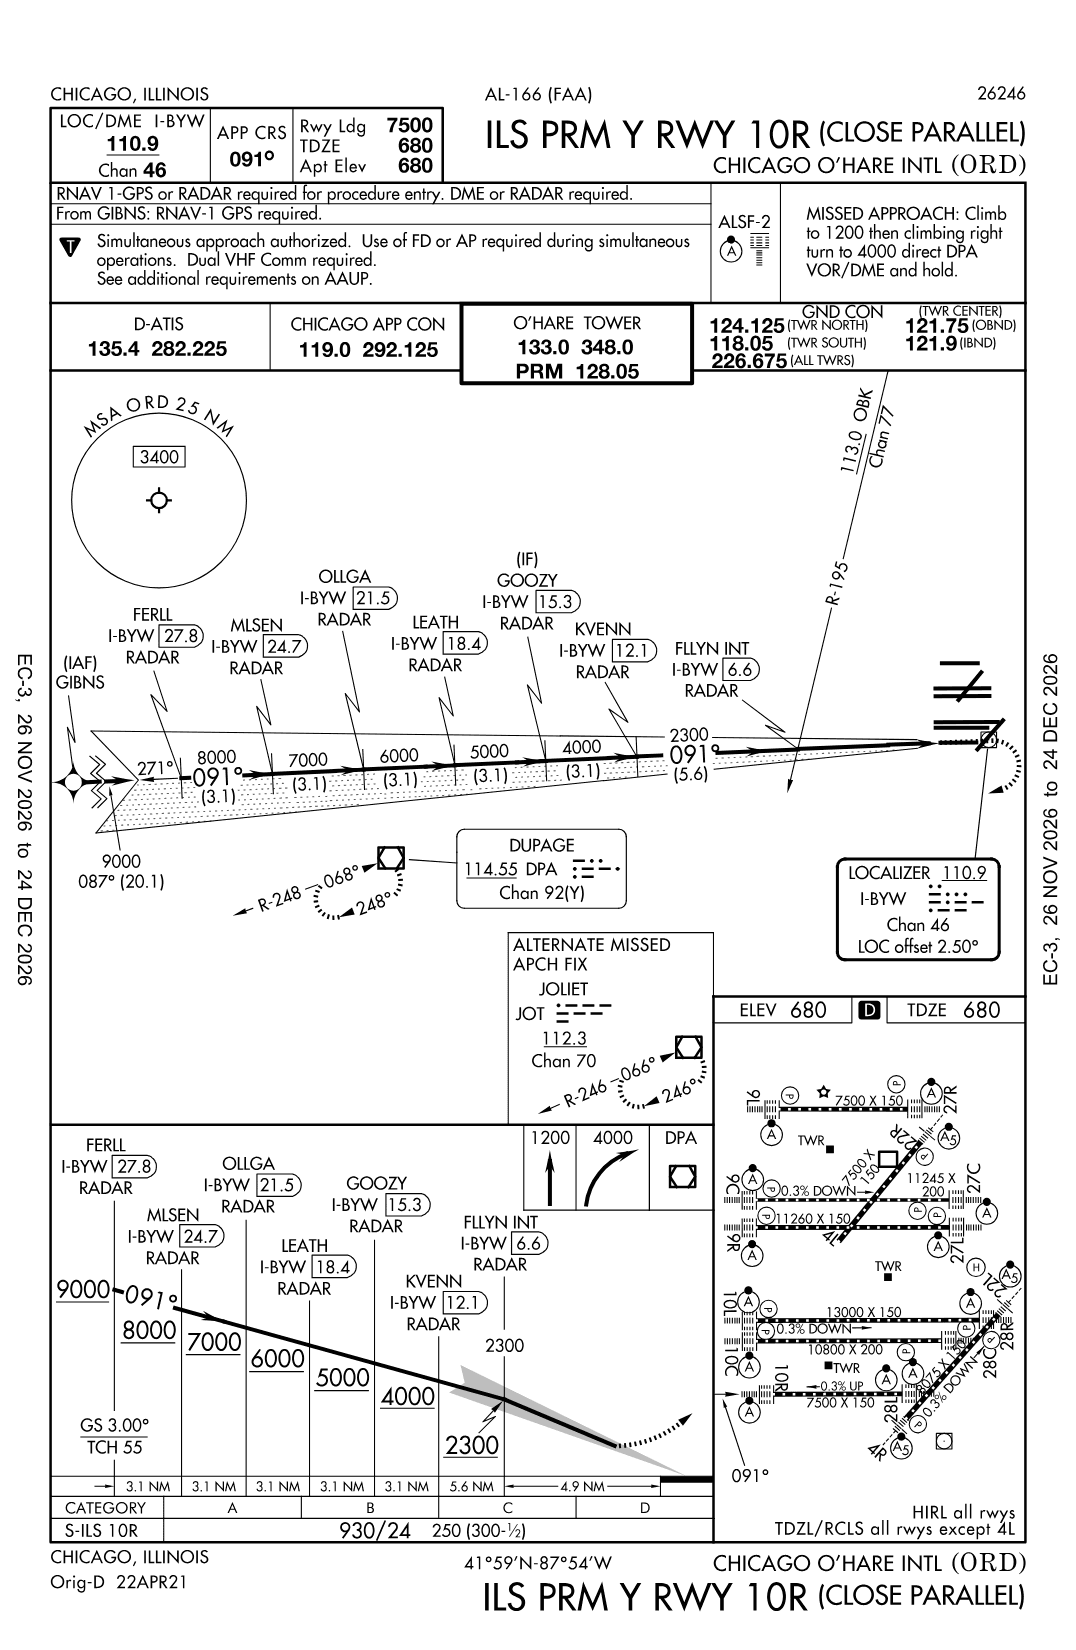 CHICAGO, ILLINOIS
AL-166 (FAA)
26246
LOC/DME I-BYW
110.9
Chan 46
APP CRS
091°
Rwy Ldg 7500
TDZE 680
Apt Elev 680
ILS PRM Y RWY 10R (CLOSE PARALLEL)
CHICAGO O'HARE INTL (ORD)
RNAV 1-GPS or RADAR required for procedure entry. DME or RADAR required.
From GIBNS: RNAV-1 GPS required.
T
Simultaneous approach authorized. Use of FD or AP required during simultaneous
operations. Dual VHF Comm required.
See additional requirements on AAUP.
ALSF-2
A
MISSED APPROACH: Climb
to 1200 then climbing right
turn to 4000 direct DPA
VOR/DME and hold.
D-ATIS
135.4 282.225
CHICAGO APP CON
119.0 292.125
O'HARE TOWER
133.0 348.0
PRM 128.05
GND CON
124.125 (TWR NORTH)
118.05 (TWR SOUTH)
226.675 (ALL TWRS)
(TWR CENTER)
121.75 (OBND)
121.9 (IBND)
MSA ORD 25 NM
3400
113.0 OBK
Chan 77
R-195
(IAF)
GIBNS
FERLL
I-BYW 27.8
RADAR
MLSEN
I-BYW 24.7
RADAR
OLLGA
I-BYW 21.5
RADAR
LEATH
I-BYW 18.4
RADAR
(IF)
GOOZY
I-BYW 15.3
RADAR
KVENN
I-BYW 12.1
RADAR
FLLYN INT
I-BYW 6.6
RADAR
271°
8000
091°
(3.1)
7000
(3.1)
6000
(3.1)
5000
(3.1)
4000
(3.1)
2300
091°
(5.6)
9000
087° (20.1)
DUPAGE
114.55 DPA
Chan 92(Y)
R-248
068°
248°
LOCALIZER 110.9
I-BYW
Chan 46
LOC offset 2.50°
ALTERNATE MISSED
APCH FIX
JOLIET
JOT
112.3
Chan 70
R-246
066°
246°
EC-3, 26 NOV 2026 to 24 DEC 2026
EC-3, 26 NOV 2026 to 24 DEC 2026
ELEV 680
D
TDZE 680
9L
P
7500 X 150
P
A
27R
A
TWR
22R
A5
P
7500 X
150
A
9C
P
0.3% DOWN
11245 X
200
27C
P
P
A
P
11260 X 150
4L
9R
A
A
27L
TWR
H
A5
22L
10L
A
P
13000 X 150
A
28R
P
0.3% DOWN
10800 X 200
P
P
10C
A
28C
P
TWR
10R
0.3% UP
7500 X 150
A
A
28L
8075 X 150
0.3% DOWN
A
P
4R
A5
091°
HIRL all rwys
TDZL/RCLS all rwys except 4L
1200
4000
DPA
FERLL
I-BYW 27.8
RADAR
MLSEN
I-BYW 24.7
RADAR
OLLGA
I-BYW 21.5
RADAR
LEATH
I-BYW 18.4
RADAR
GOOZY
I-BYW 15.3
RADAR
KVENN
I-BYW 12.1
RADAR
FLLYN INT
I-BYW 6.6
RADAR
9000
091°
8000
7000
6000
5000
4000
2300
2300
GS 3.00°
TCH 55
3.1 NM
3.1 NM
3.1 NM
3.1 NM
3.1 NM
5.6 NM
4.9 NM
CATEGORY
A
B
C
D
S-ILS 10R
930/24 250 (300-½)
CHICAGO, ILLINOIS
Orig-D 22APR21
41°59'N-87°54'W
CHICAGO O'HARE INTL (ORD)
ILS PRM Y RWY 10R (CLOSE PARALLEL)